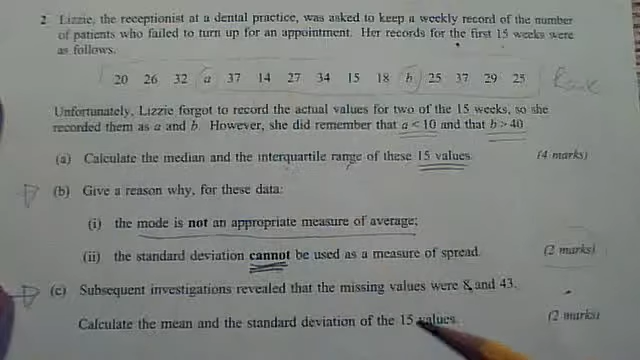 2 Lizzie, the receptionist at a dental practice, was asked to keep a weekly record of the number
of patients who failed to turn up for an appointment. Her records for the first 15 weeks were
as follows.
20 26 32 a 37 14 27 34 15 18 b 25 37 29 25
Rank
Unfortunately, Lizzie forgot to record the actual values for two of the 15 weeks, so she
recorded them as a and b. However, she did remember that a < 10 and that b > 40
(a) Calculate the median and the interquartile range of these 15 values. (4 marks)
(b) Give a reason why, for these data:
(i) the mode is not an appropriate measure of average;
(ii) the standard deviation cannot be used as a measure of spread. (2 marks)
(c) Subsequent investigations revealed that the missing values were 8 and 43.
Calculate the mean and the standard deviation of the 15 values. (2 marks)